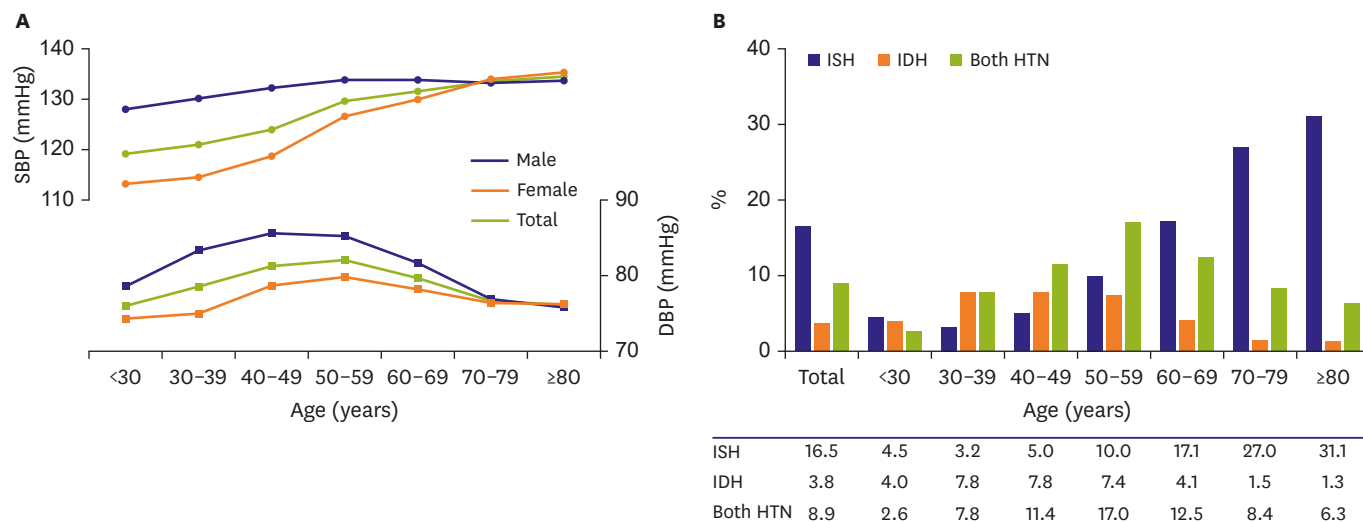 A
SBP (mmHg)
140
130
120
110
Male
Female
Total
90
80
70
DBP (mmHg)
<30 30–39 40–49 50–59 60–69 70–79 ≥80
Age (years)
B
ISH IDH Both HTN
%
40
30
20
10
0
Total <30 30–39 40–49 50–59 60–69 70–79 ≥80
Age (years)
ISH 16.5 4.5 3.2 5.0 10.0 17.1 27.0 31.1
IDH 3.8 4.0 7.8 7.8 7.4 4.1 1.5 1.3
Both HTN 8.9 2.6 7.8 11.4 17.0 12.5 8.4 6.3